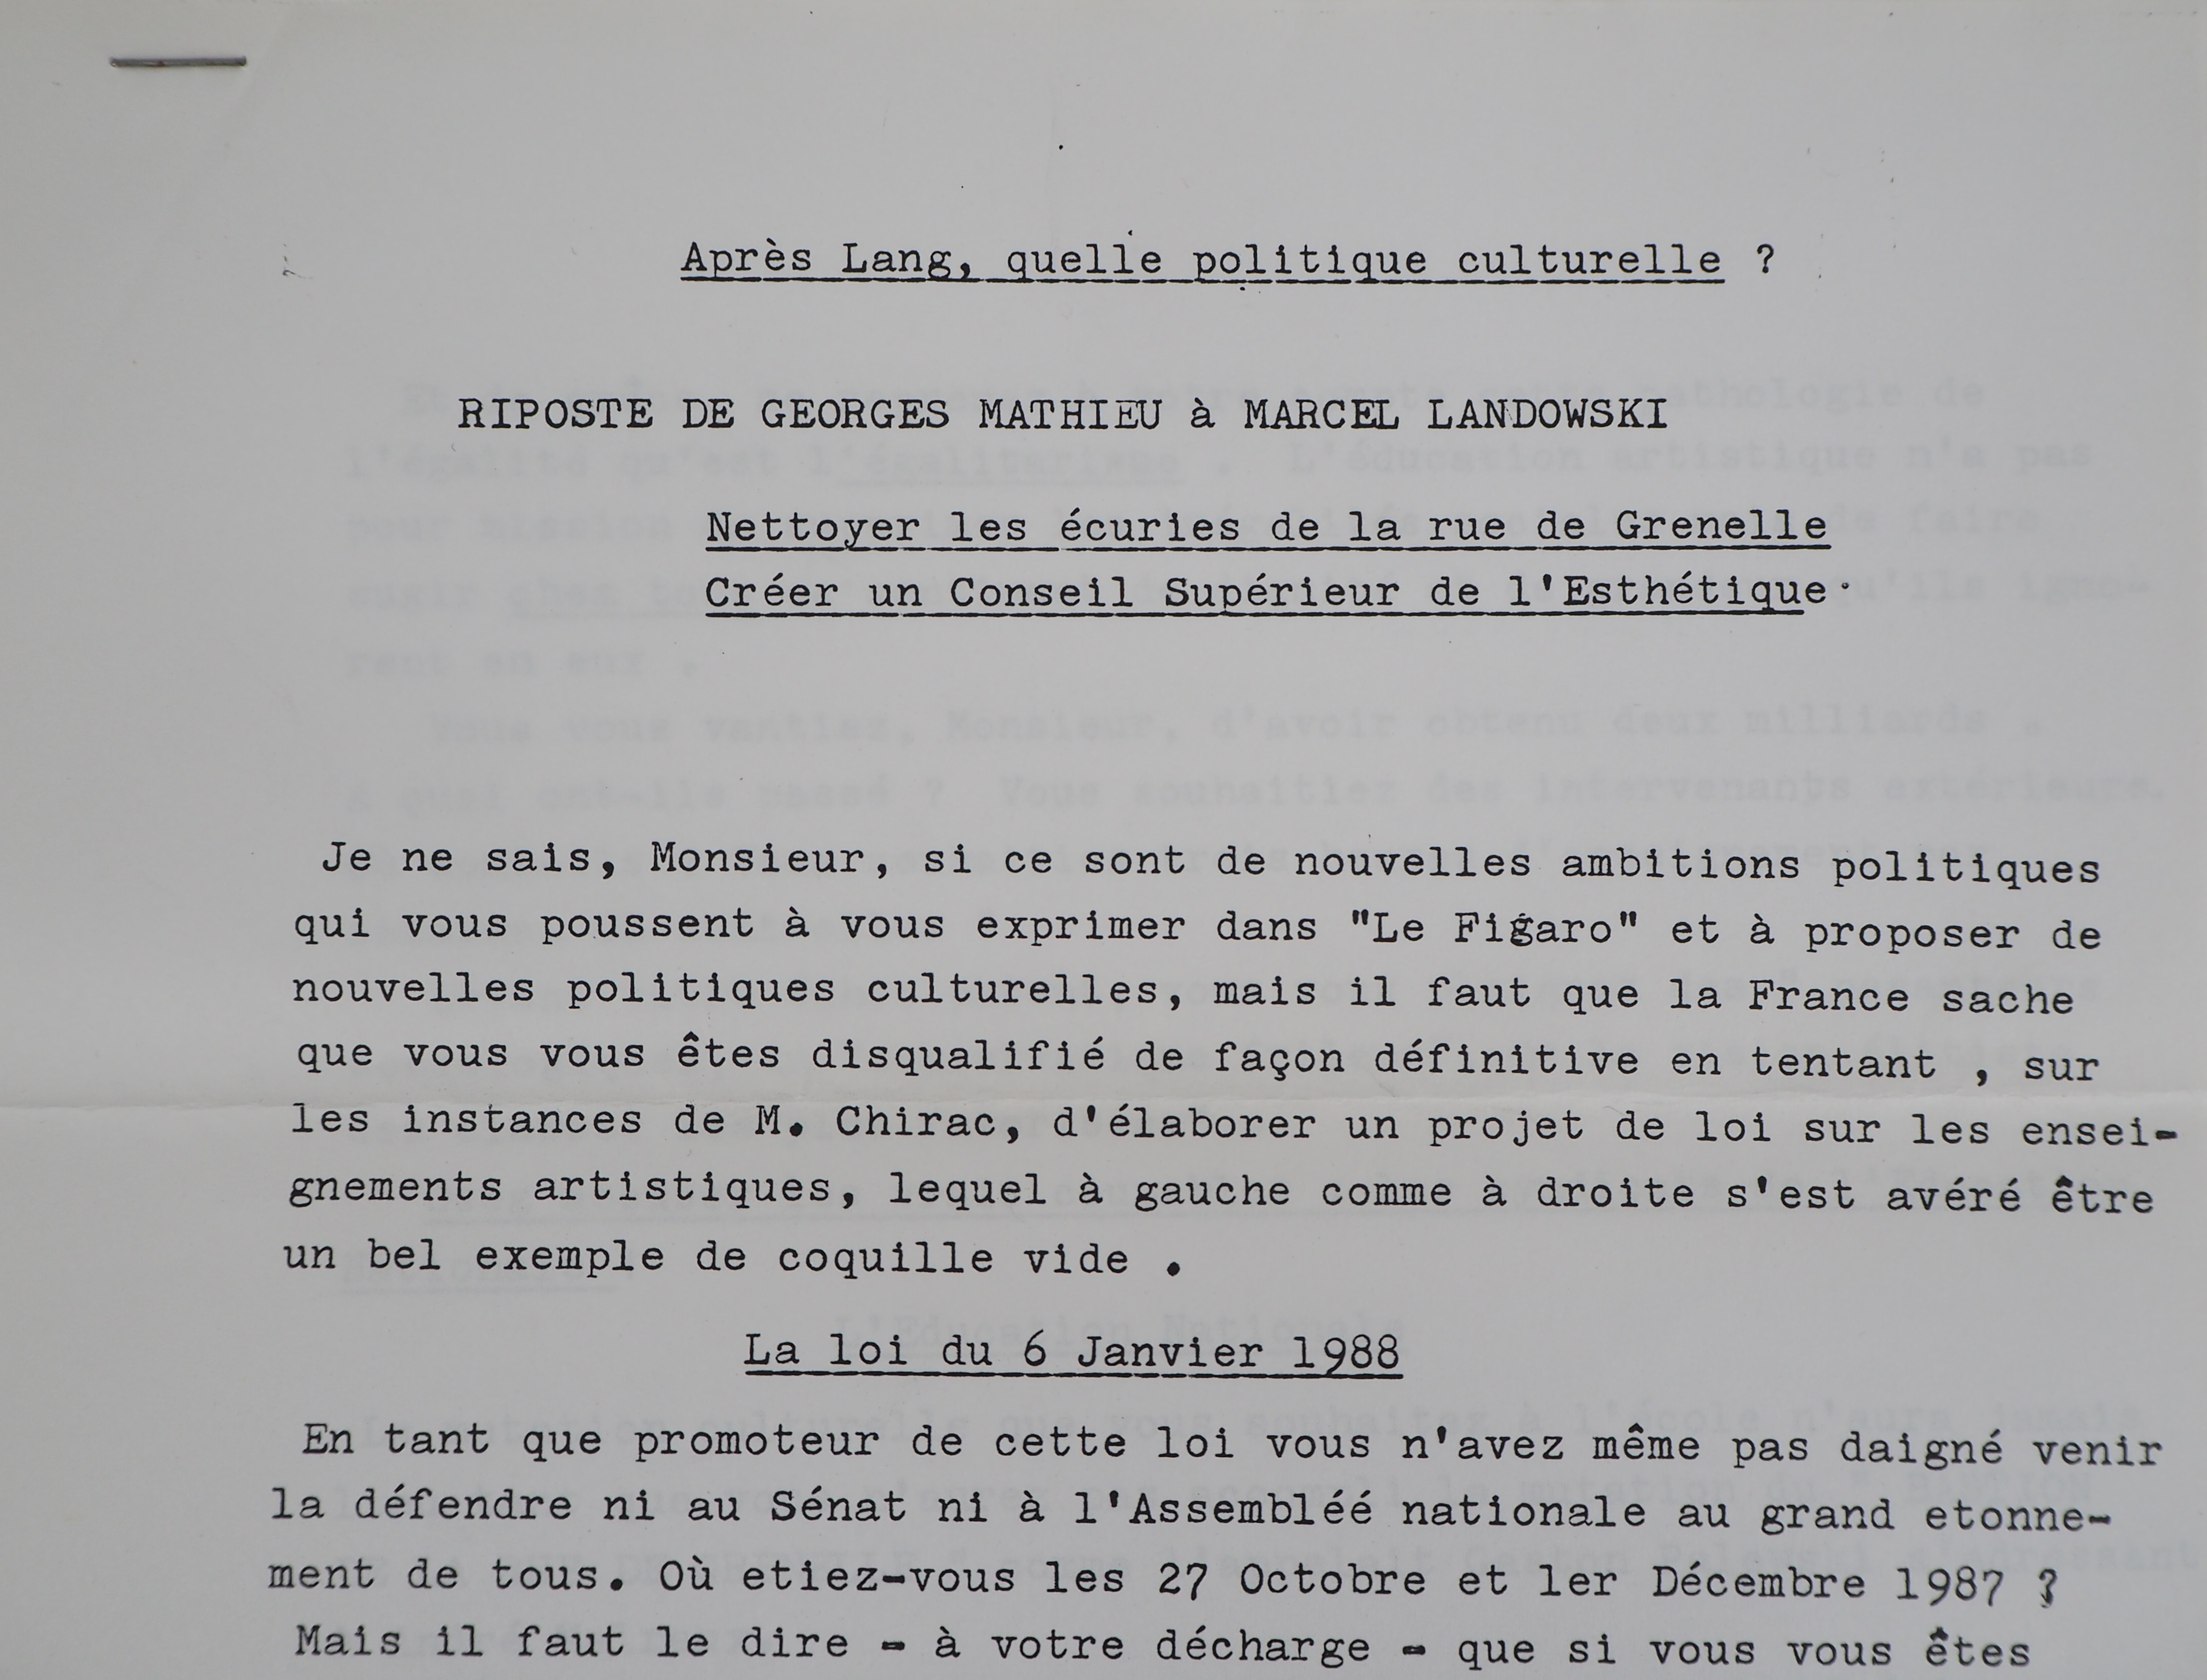 Après Lang, quelle politique culturelle ?
RIPOSTE DE GEORGES MATHIEU à MARCEL LANDOWSKI
Nettoyer les écuries de la rue de Grenelle
Créer un Conseil Supérieur de l'Esthétique
Je ne sais, Monsieur, si ce sont de nouvelles ambitions politiques
qui vous poussent à vous exprimer dans "Le Figaro" et à proposer de
nouvelles politiques culturelles, mais il faut que la France sache
que vous vous êtes disqualifié de façon définitive en tentant , sur
les instances de M. Chirac, d'élaborer un projet de loi sur les ensei-
gnements artistiques, lequel à gauche comme à droite s'est avéré être
un bel exemple de coquille vide .
La loi du 6 Janvier 1988
En tant que promoteur de cette loi vous n'avez même pas daigné venir
la défendre ni au Sénat ni à l'Assembléé nationale au grand etonne-
ment de tous. Où etiez-vous les 27 Octobre et 1er Décembre 1987 ?
Mais il faut le dire - à votre décharge - que si vous vous êtes